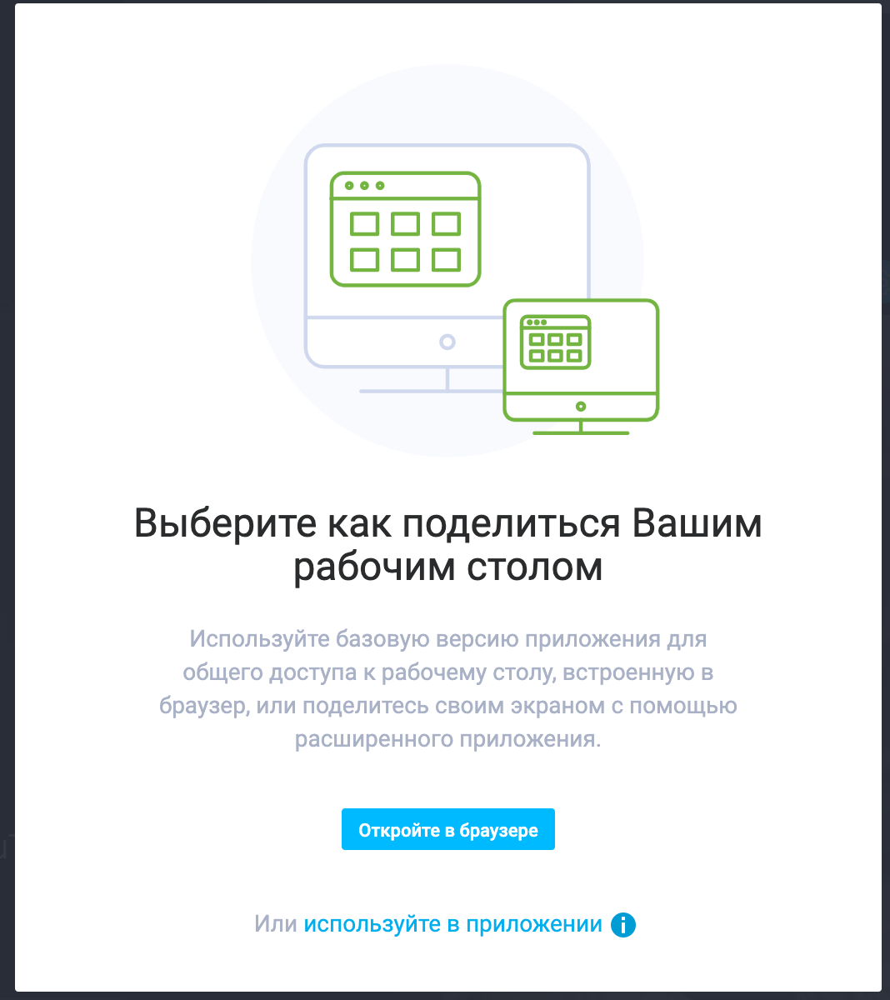 Выберите как поделиться Вашим
рабочим столом
Используйте базовую версию приложения для
общего доступа к рабочему столу, встроенную в
браузер, или поделитесь своим экраном с помощью
расширенного приложения.
Откройте в браузере
Или используйте в приложении